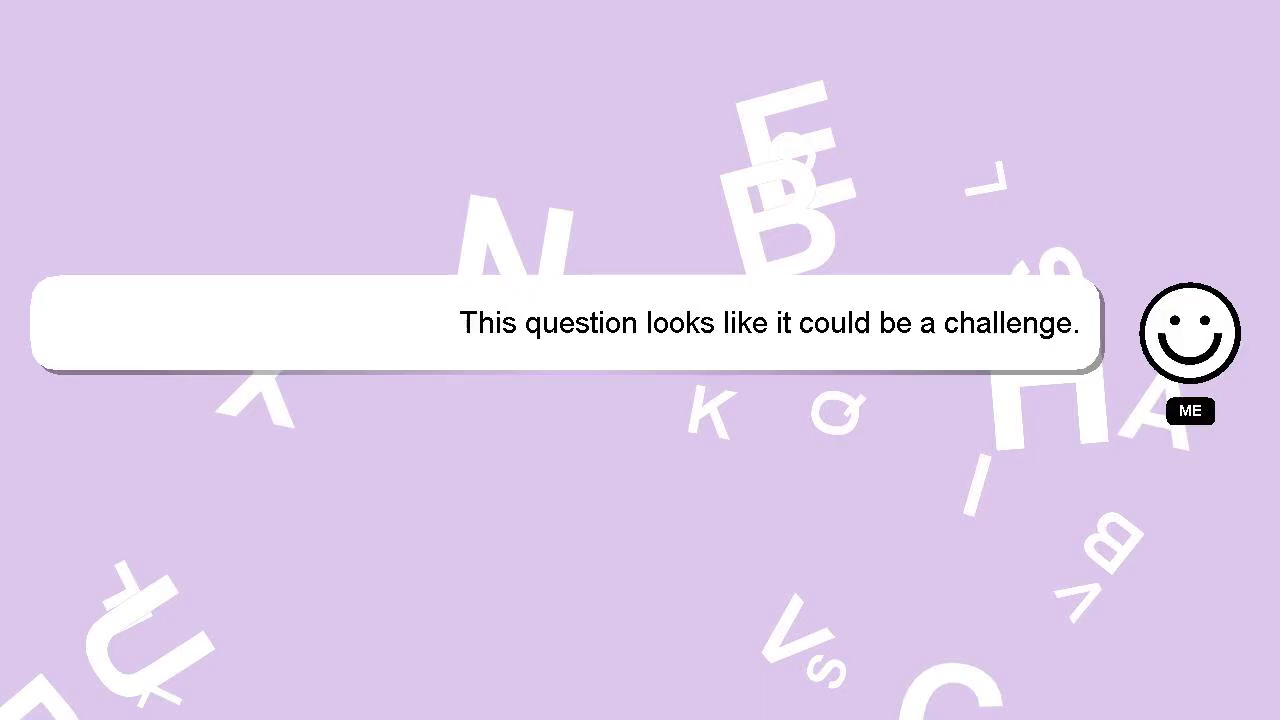 E
B
L
N
S
This question looks like it could be a challenge.
ME
X
K
Q
H
A
I
B
V
U
V
S
C